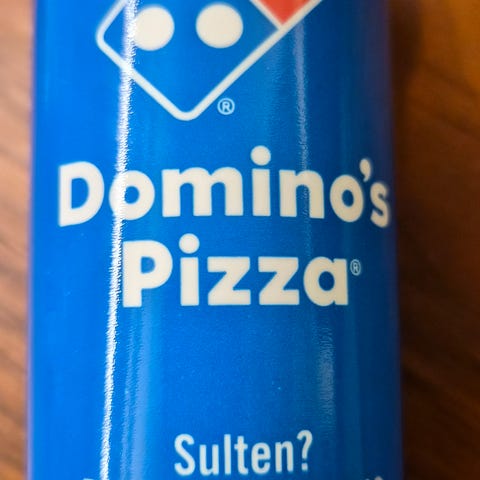 ®
Domino's
Pizza®
Sulten?